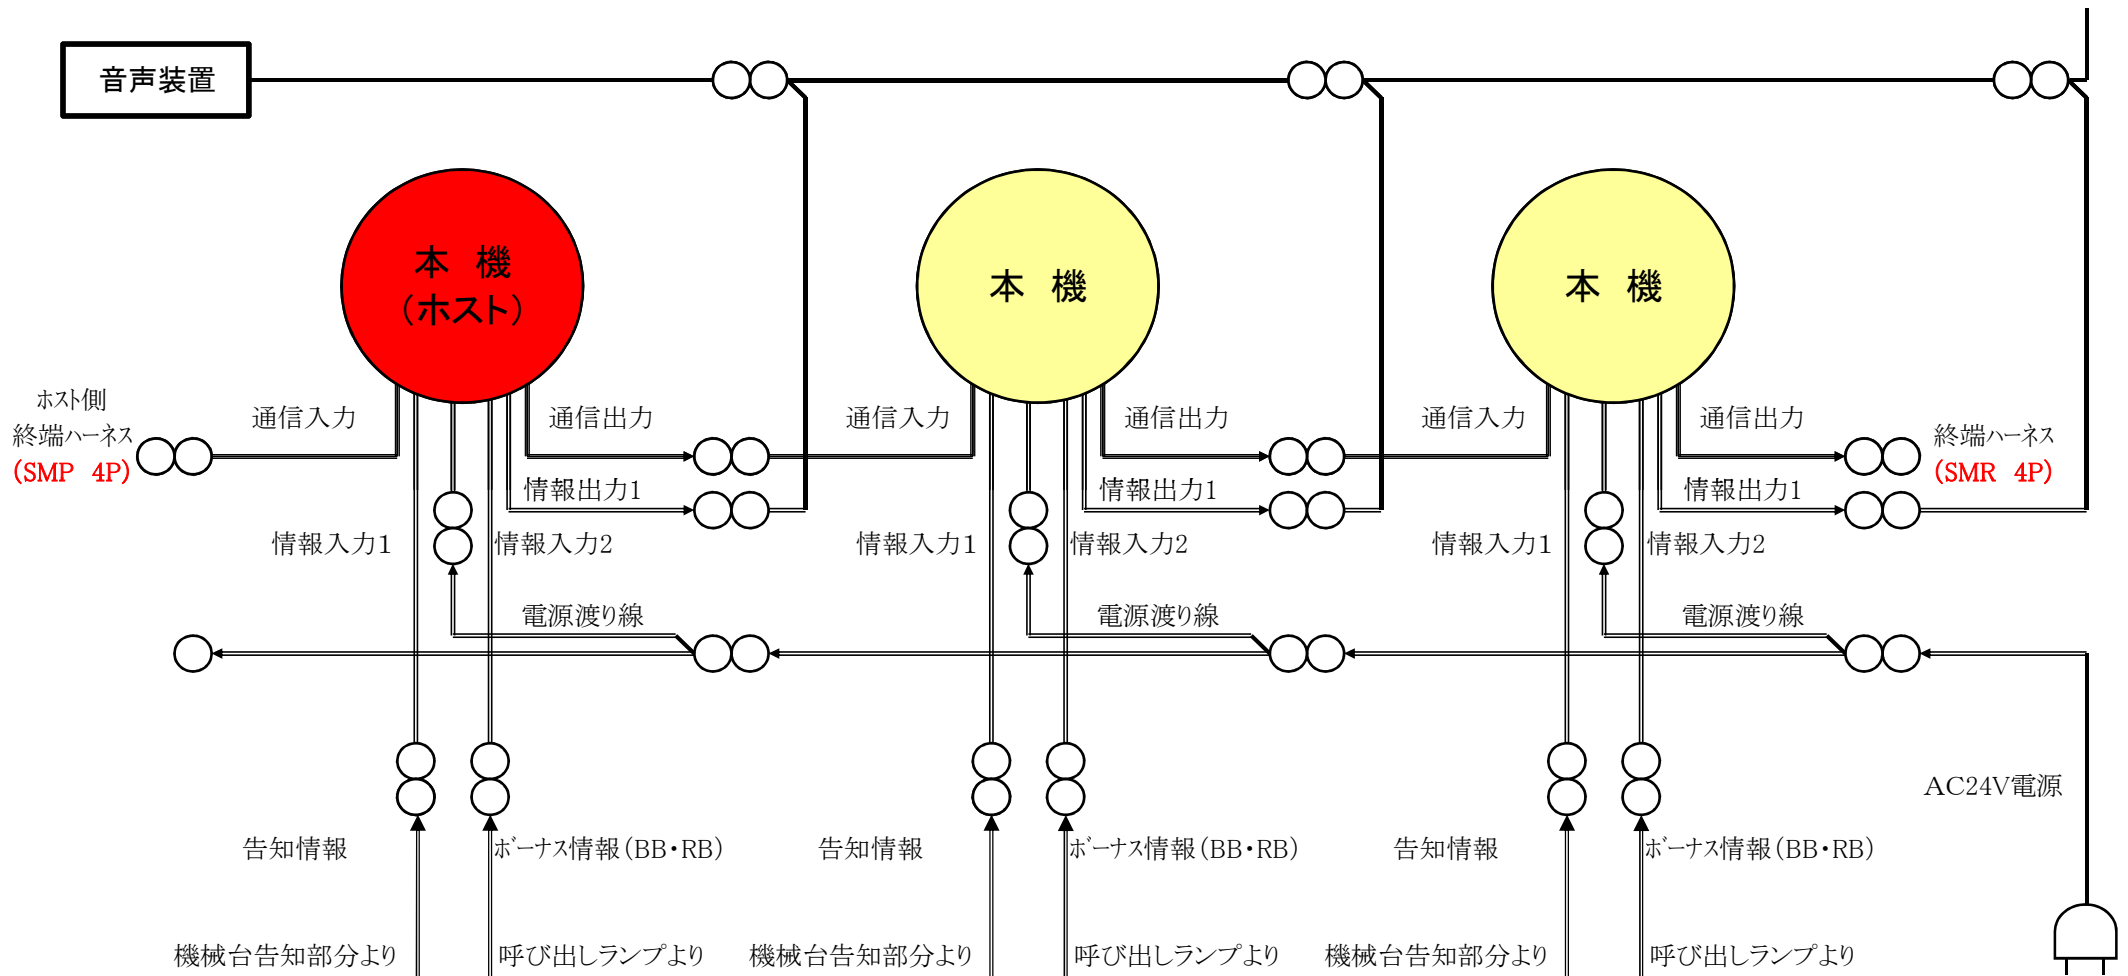 音声装置
本　機
（ホスト）
本　機
本　機
ﾎｽﾄ側
終端ﾊｰﾈｽ
(SMP 4P)
通信入力
通信出力
通信入力
通信出力
通信入力
通信出力
終端ﾊｰﾈｽ
(SMR 4P)
情報出力1
情報出力1
情報出力1
情報入力1
情報入力2
情報入力1
情報入力2
情報入力1
情報入力2
電源渡り線
電源渡り線
電源渡り線
AC24V電源
告知情報
ﾎﾞｰﾅｽ情報(BB・RB)
告知情報
ﾎﾞｰﾅｽ情報(BB・RB)
告知情報
ﾎﾞｰﾅｽ情報(BB・RB)
機械台告知部分より
呼び出しランプより
機械台告知部分より
呼び出しランプより
機械台告知部分より
呼び出しランプより